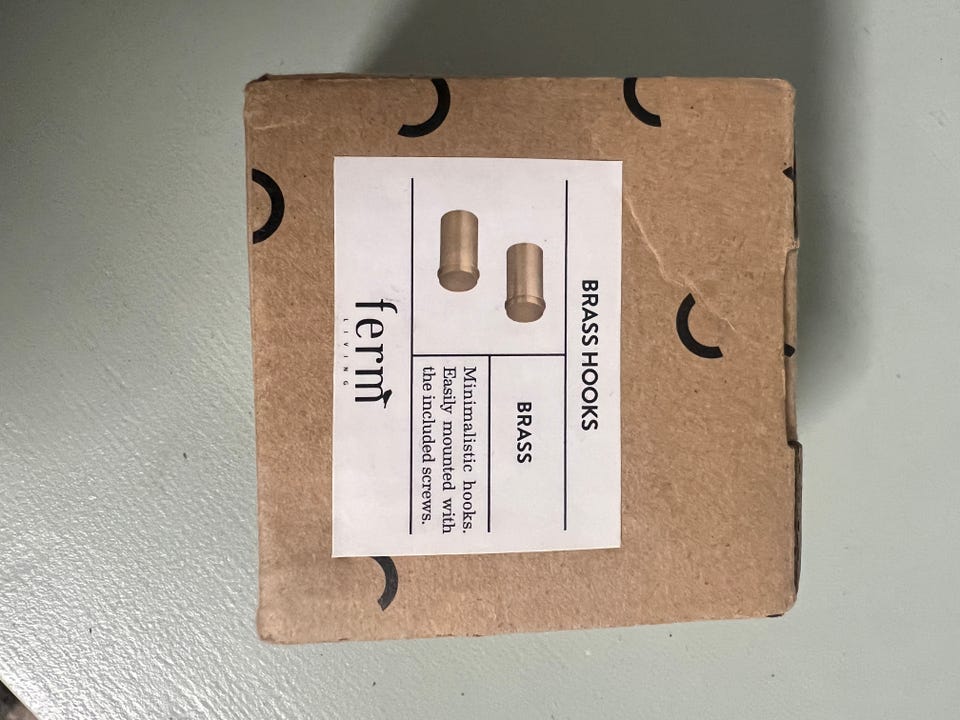 BRASS HOOKS
BRASS
Minimalistic hooks.
Easily mounted with
the included screws.
ferm
LIVING